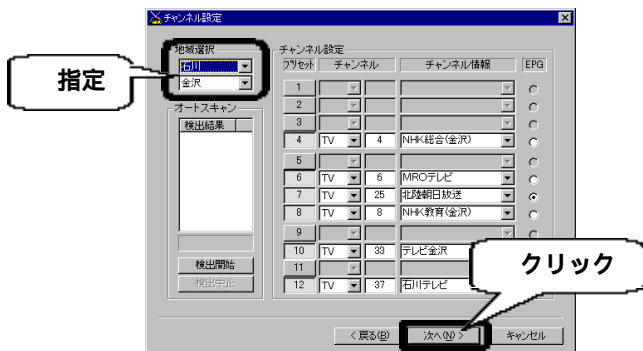 チャンネル設定
地域選択
石川
金沢
指定
オートスキャン
検出結果
検出開始
検出中止
チャンネル設定
プリセット チャンネル チャンネル情報 EPG
1
2
3
4 TV 4 NHK総合(金沢)
5
6 TV 6 MROテレビ
7 TV 25 北陸朝日放送
8 TV 8 NHK教育(金沢)
9
10 TV 33 テレビ金沢
11
12 TV 37 石川テレビ
クリック
< 戻る(B) 次へ(N) > キャンセル